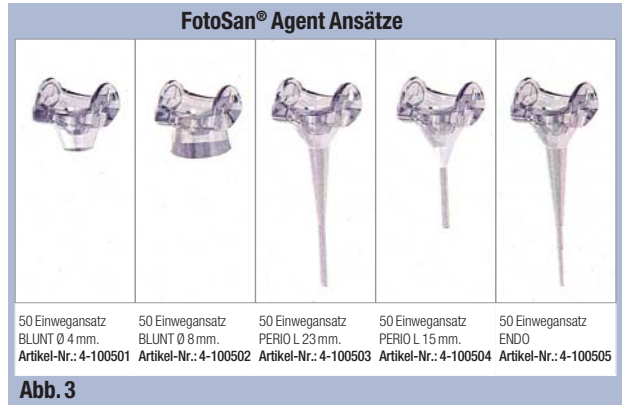 FotoSan® Agent Ansätze
50 Einwegansatz
BLUNT Ø 4 mm.
Artikel-Nr.: 4-100501
50 Einwegansatz
BLUNT Ø 8 mm.
Artikel-Nr.: 4-100502
50 Einwegansatz
PERIO L 23 mm.
Artikel-Nr.: 4-100503
50 Einwegansatz
PERIO L 15 mm.
Artikel-Nr.: 4-100504
50 Einwegansatz
ENDO
Artikel-Nr.: 4-100505
Abb. 3